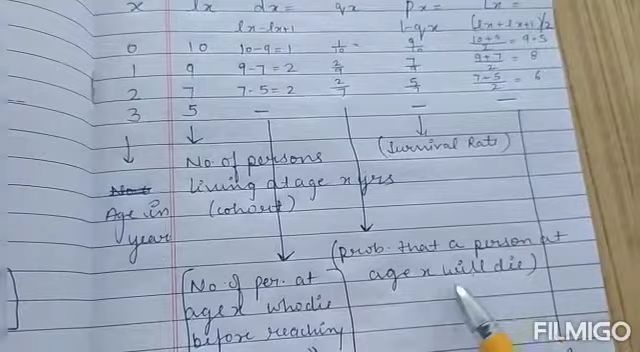 x lx dx= qx px= Lx=
lx-lx+1 1-qx (lx+lx+1)/2
0 10 10-9=1 1/10 9/10 10+9/2 = 9.5
1 9 9-7=2 2/9 7/9 9+7/2 = 8
2 7 7-5=2 2/7 5/7 7-5/2 = 6
3 5 — — —
No. of persons
living at age x yrs
(cohort)
Age in
year
(Survival Rate)
(prob. that a person at
age x will die)
No. of per. at
age x who die
before reaching
FILMIGO